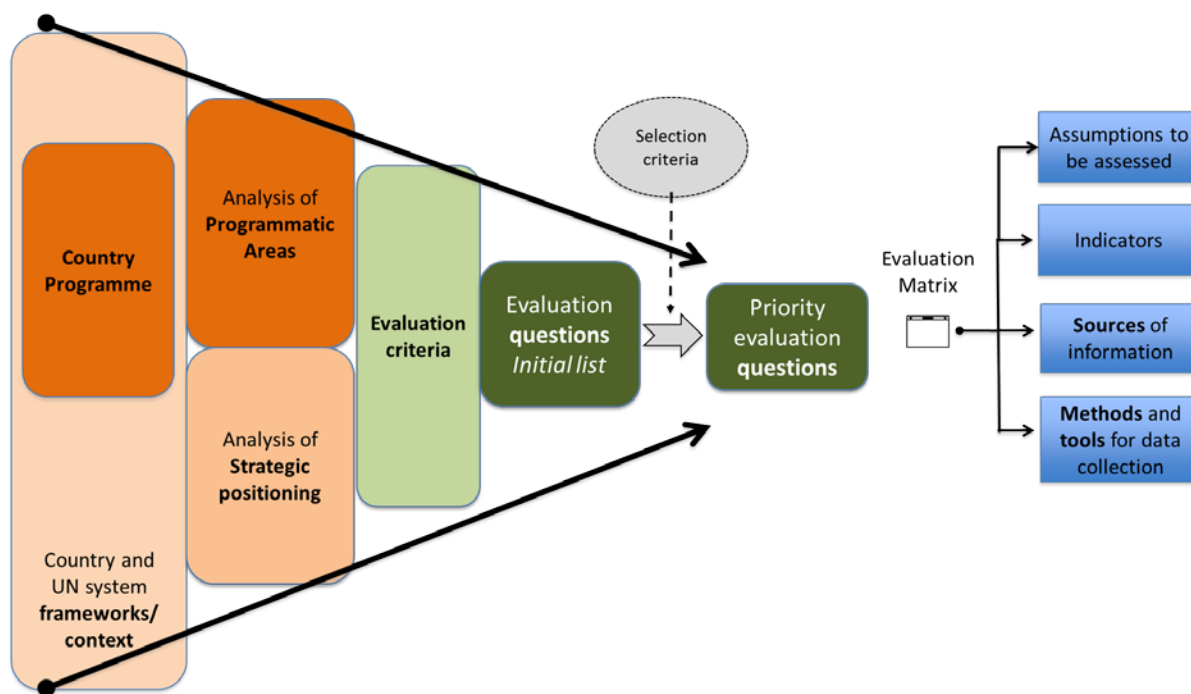 Country
Programme
Country and
UN system
frameworks/
context
Analysis of
Programmatic
Areas
Analysis of
Strategic
positioning
Evaluation
criteria
Evaluation
questions
Initial list
Selection
criteria
Priority
evaluation
questions
Evaluation
Matrix
Assumptions to
be assessed
Indicators
Sources of
information
Methods and
tools for data
collection